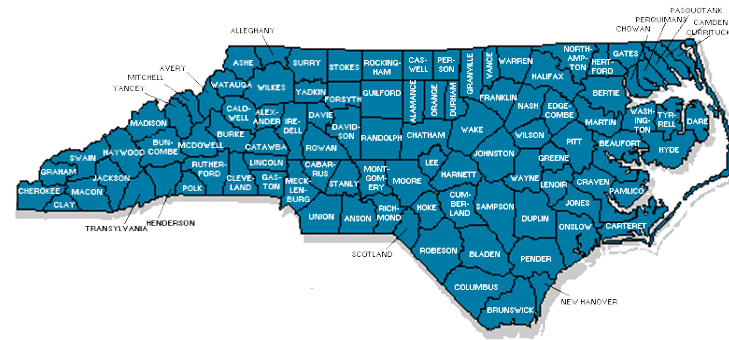 PASQUOTANK
PERQUIMANS
CAMDEN
CHOWAN
CURRITUCK
ALLEGHANY
AVERY
MITCHELL
YANCEY
ASHE
SURRY
STOKES
ROCKING-
HAM
CAS-
WELL
PER-
SON
GRANVILLE
VANCE
WARREN
NORTH-
AMP-
TON
GATES
HERT-
FORD
HALIFAX
WATAUGA
WILKES
YADKIN
FORSYTH
GUILFORD
ALAMANCE
ORANGE
DURHAM
FRANKLIN
NASH
EDGE-
COMBE
BERTIE
MADISON
CALD-
WELL
ALEX-
ANDER
IRE-
DELL
DAVIE
DAVID-
SON
RANDOLPH
CHATHAM
WAKE
WILSON
MARTIN
WASH-
ING-
TON
TYR-
RELL
DARE
HAYWOOD
BUN-
COMBE
MCDOWELL
BURKE
CATAWBA
ROWAN
JOHNSTON
PITT
BEAUFORT
HYDE
SWAIN
GRAHAM
JACKSON
RUTHER-
FORD
LINCOLN
CABAR-
RUS
LEE
GREENE
CHEROKEE
MACON
CLAY
POLK
CLEVE-
LAND
GAS-
TON
MECK-
LEN-
BURG
STANLY
MONT-
GOM-
ERY
MOORE
HARNETT
WAYNE
LENOIR
CRAVEN
PAMLICO
TRANSYLVANIA
HENDERSON
UNION
ANSON
RICH-
MOND
HOKE
CUM-
BER-
LAND
SAMPSON
DUPLIN
JONES
ONSLOW
CARTERET
SCOTLAND
ROBESON
BLADEN
PENDER
COLUMBUS
BRUNSWICK
NEW HANOVER